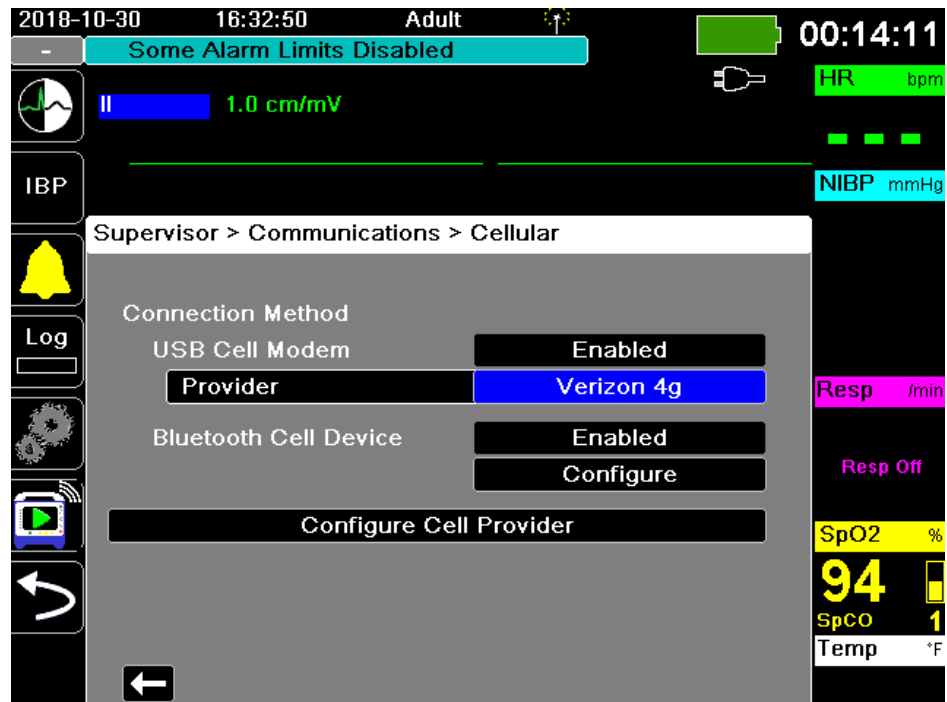 2018-10-30 16:32:50 Adult
00:14:11
- Some Alarm Limits Disabled
HR bpm
II 1.0 cm/mV
- - -
IBP
NIBP mmHg
Supervisor > Communications > Cellular
Connection Method
Log
USB Cell Modem Enabled
Provider Verizon 4g
Resp /min
Bluetooth Cell Device Enabled
Configure
Resp Off
Configure Cell Provider
SpO2 %
94
SpCO 1
Temp °F